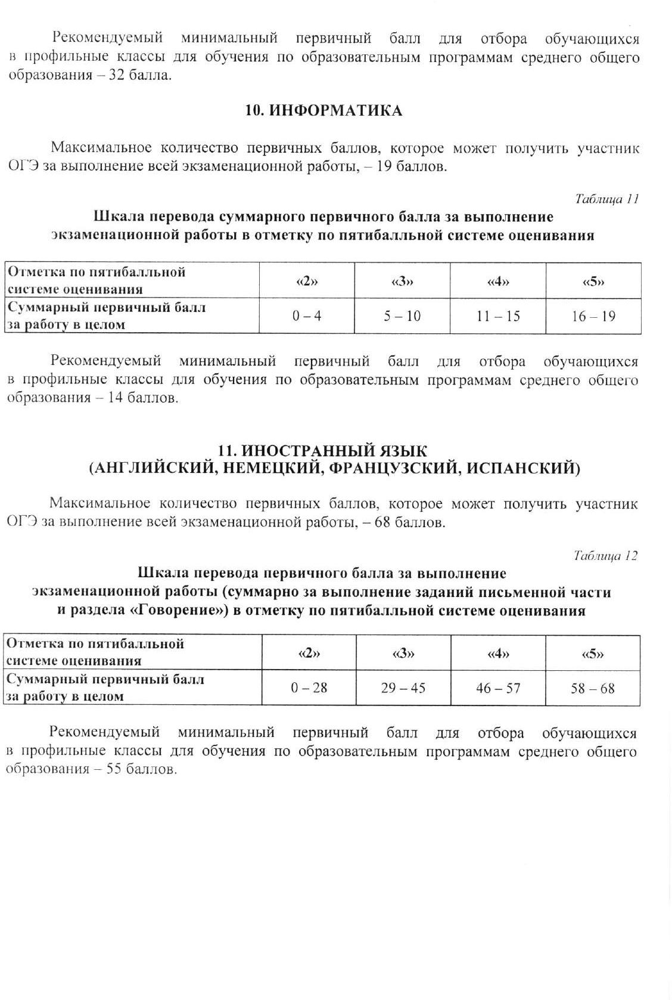 Рекомендуемый минимальный первичный балл для отбора обучающихся
в профильные классы для обучения по образовательным программам среднего общего
образования – 32 балла.
10. ИНФОРМАТИКА
Максимальное количество первичных баллов, которое может получить участник
ОГЭ за выполнение всей экзаменационной работы, – 19 баллов.
Таблица 11
Шкала перевода суммарного первичного балла за выполнение
экзаменационной работы в отметку по пятибалльной системе оценивания
Отметка по пятибалльной
системе оценивания
«2» «3» «4» «5»
Суммарный первичный балл
за работу в целом
0 – 4 5 – 10 11 – 15 16 – 19
Рекомендуемый минимальный первичный балл для отбора обучающихся
в профильные классы для обучения по образовательным программам среднего общего
образования – 14 баллов.
11. ИНОСТРАННЫЙ ЯЗЫК
(АНГЛИЙСКИЙ, НЕМЕЦКИЙ, ФРАНЦУЗСКИЙ, ИСПАНСКИЙ)
Максимальное количество первичных баллов, которое может получить участник
ОГЭ за выполнение всей экзаменационной работы, – 68 баллов.
Таблица 12
Шкала перевода первичного балла за выполнение
экзаменационной работы (суммарно за выполнение заданий письменной части
и раздела «Говорение») в отметку по пятибалльной системе оценивания
Отметка по пятибалльной
системе оценивания
«2» «3» «4» «5»
Суммарный первичный балл
за работу в целом
0 – 28 29 – 45 46 – 57 58 – 68
Рекомендуемый минимальный первичный балл для отбора обучающихся
в профильные классы для обучения по образовательным программам среднего общего
образования – 55 баллов.